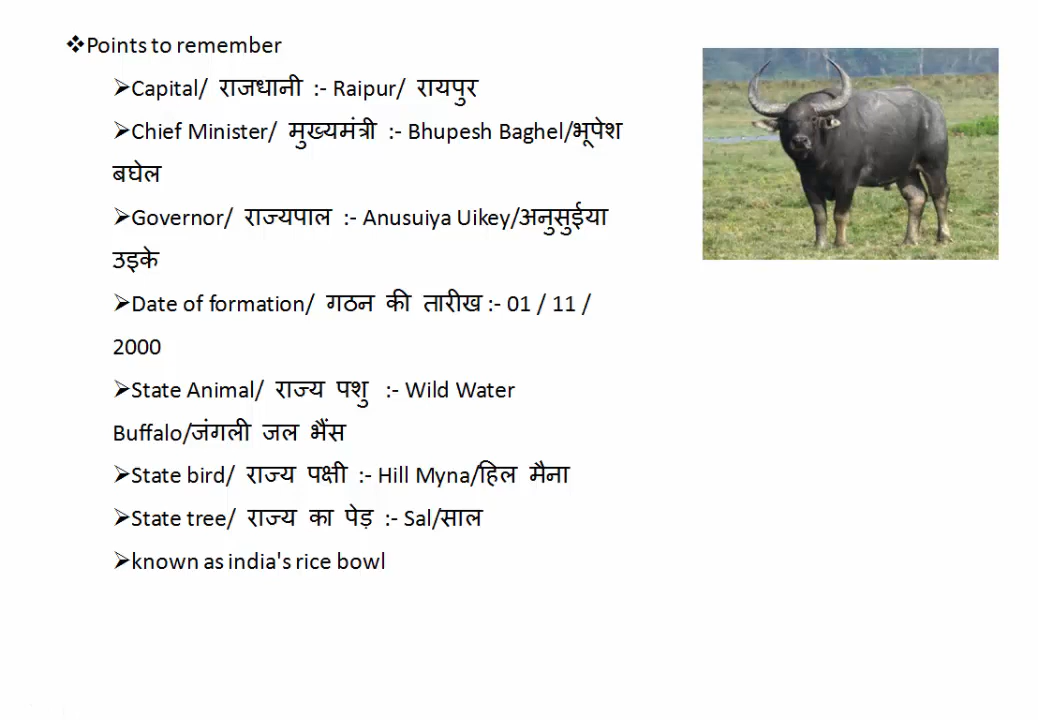 ❖Points to remember
➢Capital/ राजधानी :- Raipur/ रायपुर
➢Chief Minister/ मुख्यमंत्री :- Bhupesh Baghel/भूपेश
बघेल
➢Governor/ राज्यपाल :- Anusuiya Uikey/अनुसुईया
उइके
➢Date of formation/ गठन की तारीख :- 01 / 11 /
2000
➢State Animal/ राज्य पशु :- Wild Water
Buffalo/जंगली जल भैंस
➢State bird/ राज्य पक्षी :- Hill Myna/हिल मैना
➢State tree/ राज्य का पेड़ :- Sal/साल
➢known as india's rice bowl